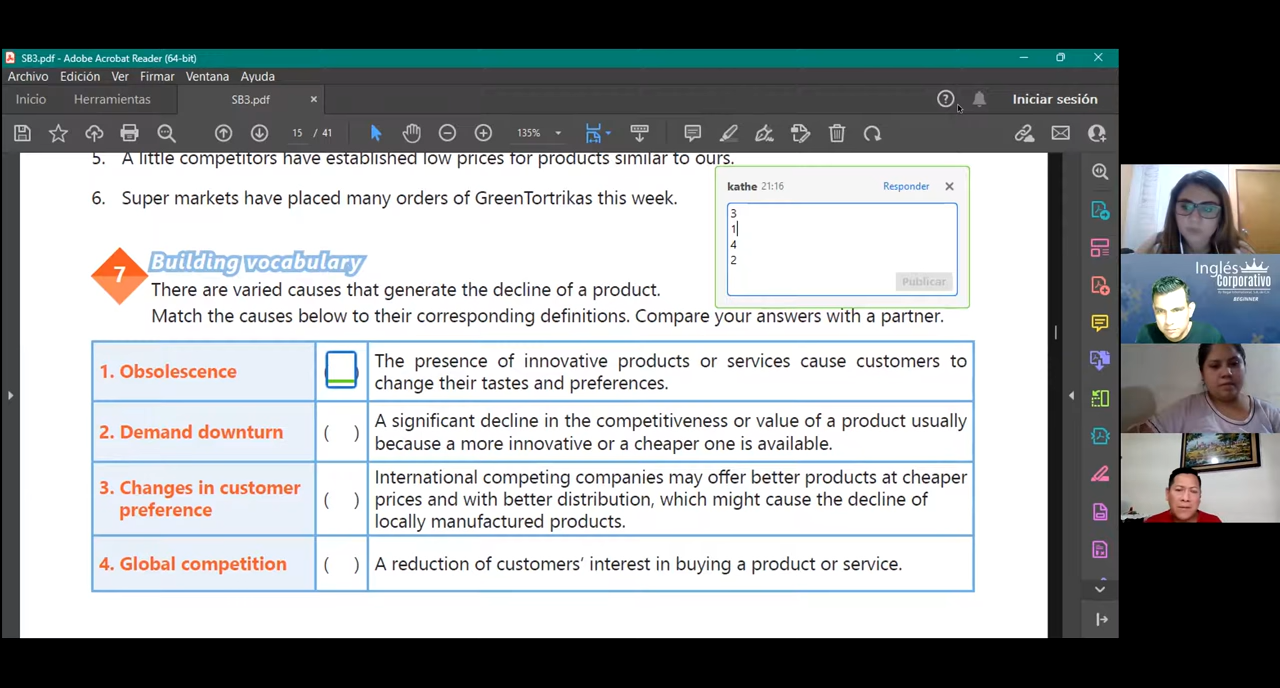 SB3.pdf - Adobe Acrobat Reader (64-bit)
Archivo Edición Ver Firmar Ventana Ayuda
Inicio Herramientas SB3.pdf × Iniciar sesión
15 / 41 135%
5. A little competitors have established low prices for products similar to ours.
6. Super markets have placed many orders of GreenTortrikas this week.
kathe 21:16 Responder
3
1
4
2
Publicar
7 Building vocabulary
There are varied causes that generate the decline of a product.
Match the causes below to their corresponding definitions. Compare your answers with a partner.
1. Obsolescence
The presence of innovative products or services cause customers to
change their tastes and preferences.
2. Demand downturn ( )
A significant decline in the competitiveness or value of a product usually
because a more innovative or a cheaper one is available.
3. Changes in customer
preference ( )
International competing companies may offer better products at cheaper
prices and with better distribution, which might cause the decline of
locally manufactured products.
4. Global competition ( ) A reduction of customers' interest in buying a product or service.
Inglés
Corporativo
BEGINNER